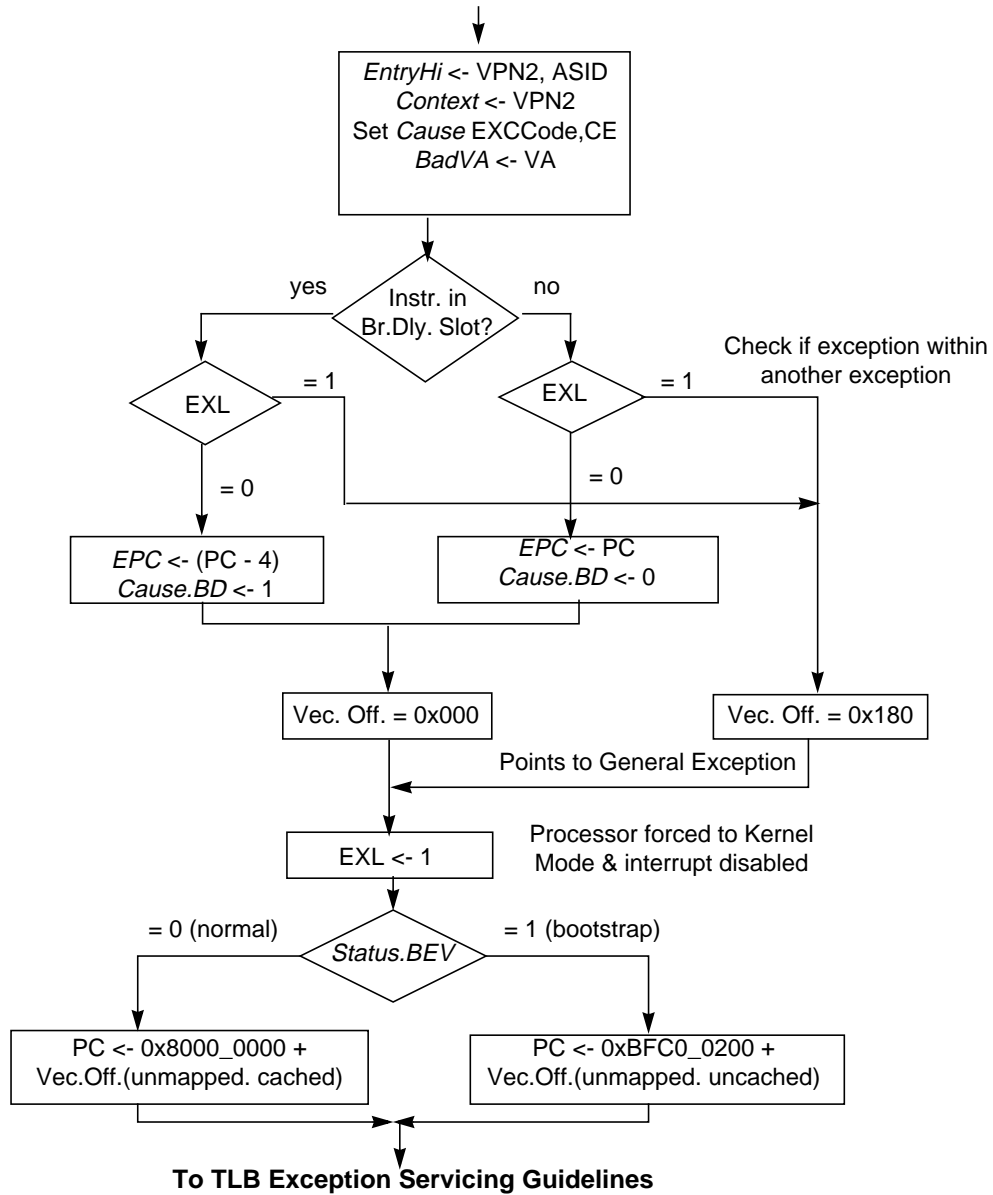 EntryHi <- VPN2, ASID
Context <- VPN2
Set Cause EXCCode,CE
BadVA <- VA
yes
Instr. in
Br.Dly. Slot?
no
Check if exception within
another exception
EXL
= 1
EXL
= 1
= 0
= 0
EPC <- (PC - 4)
Cause.BD <- 1
EPC <- PC
Cause.BD <- 0
Vec. Off. = 0x000
Vec. Off. = 0x180
Points to General Exception
EXL <- 1
Processor forced to Kernel
Mode & interrupt disabled
= 0 (normal)
Status.BEV
= 1 (bootstrap)
PC <- 0x8000_0000 +
Vec.Off.(unmapped. cached)
PC <- 0xBFC0_0200 +
Vec.Off.(unmapped. uncached)
To TLB Exception Servicing Guidelines